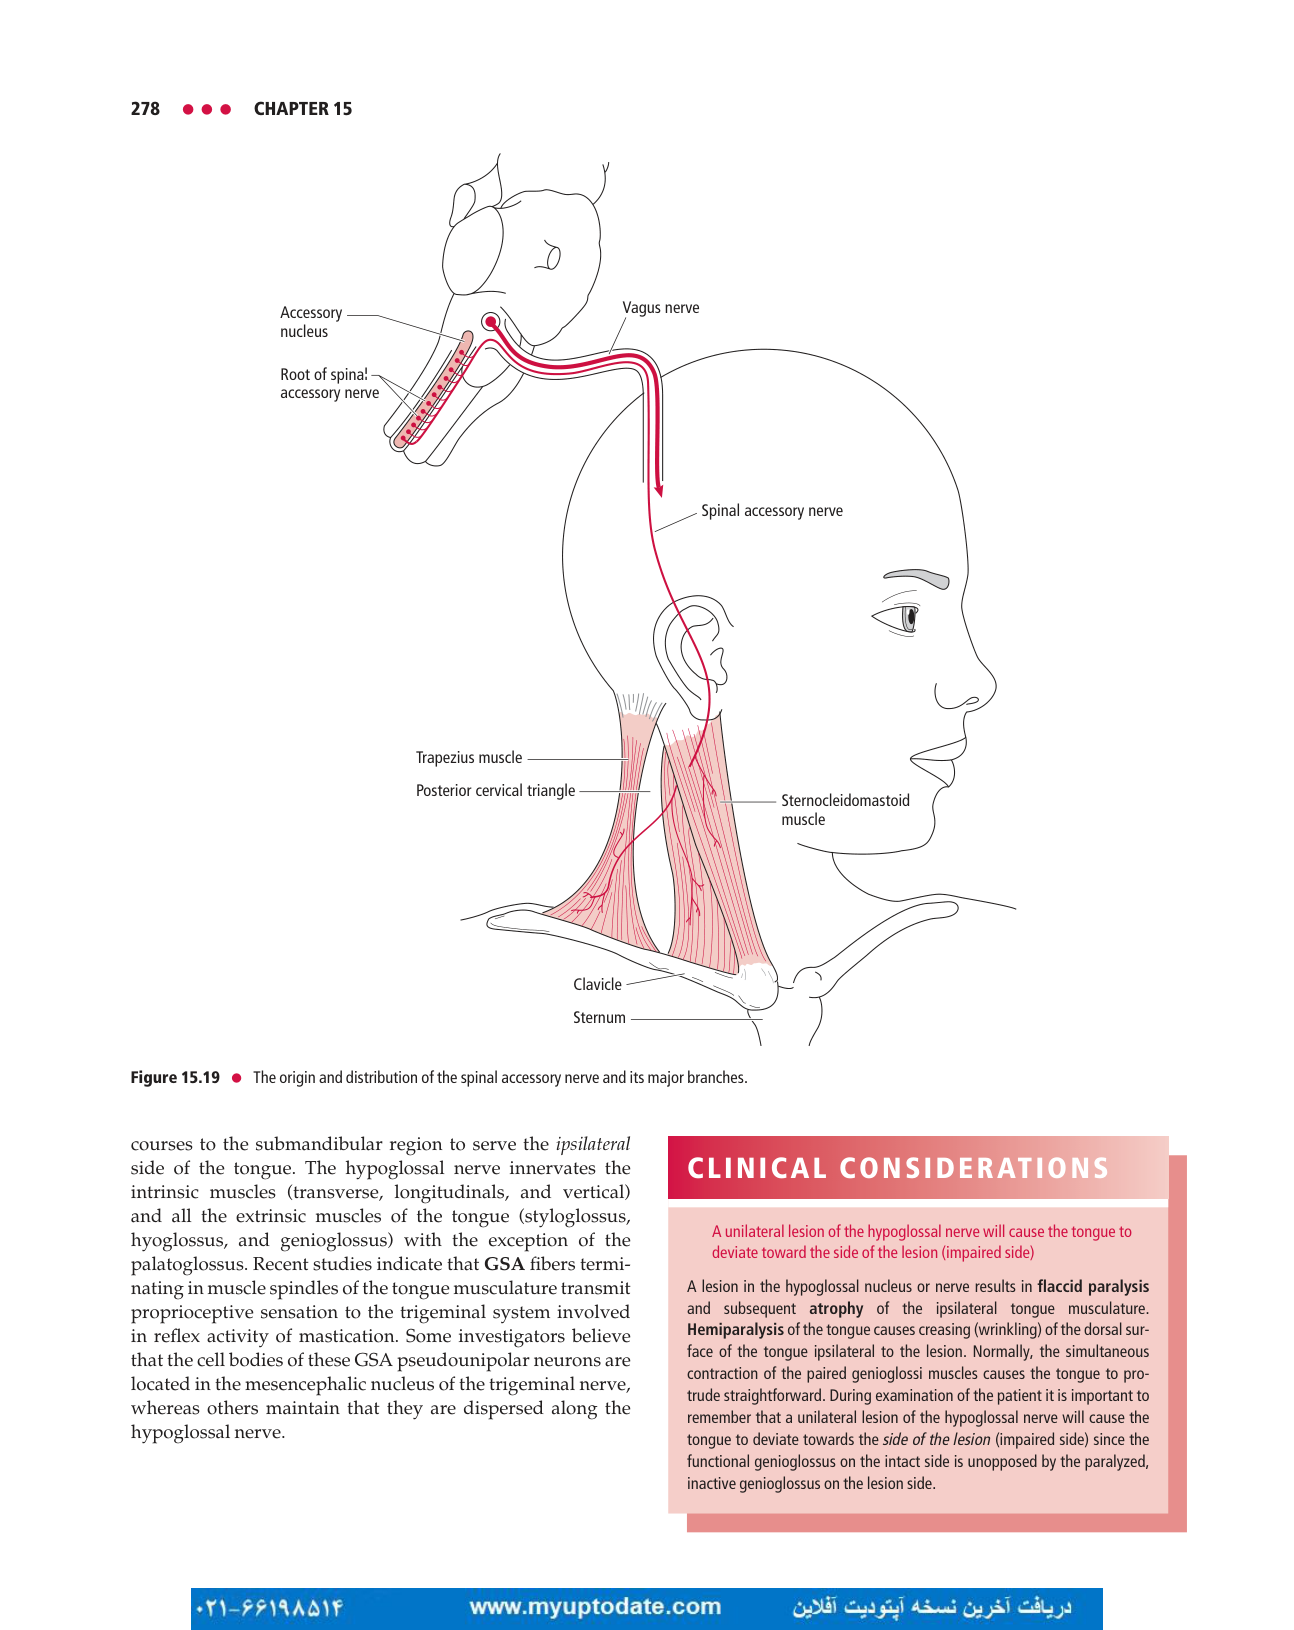 278 ● ● ● CHAPTER 15
Accessory
nucleus
Vagus nerve
Root of spinal
accessory nerve
Spinal accessory nerve
Trapezius muscle
Posterior cervical triangle
Sternocleidomastoid
muscle
Clavicle
Sternum
Figure 15.19 ● The origin and distribution of the spinal accessory nerve and its major branches.
courses to the submandibular region to serve the ipsilateral
side of the tongue. The hypoglossal nerve innervates the
intrinsic muscles (transverse, longitudinals, and vertical)
and all the extrinsic muscles of the tongue (styloglossus,
hyoglossus, and genioglossus) with the exception of the
palatoglossus. Recent studies indicate that GSA fibers termi-
nating in muscle spindles of the tongue musculature transmit
proprioceptive sensation to the trigeminal system involved
in reflex activity of mastication. Some investigators believe
that the cell bodies of these GSA pseudounipolar neurons are
located in the mesencephalic nucleus of the trigeminal nerve,
whereas others maintain that they are dispersed along the
hypoglossal nerve.
CLINICAL CONSIDERATIONS
A unilateral lesion of the hypoglossal nerve will cause the tongue to
deviate toward the side of the lesion (impaired side)
A lesion in the hypoglossal nucleus or nerve results in flaccid paralysis
and subsequent atrophy of the ipsilateral tongue musculature.
Hemiparalysis of the tongue causes creasing (wrinkling) of the dorsal sur-
face of the tongue ipsilateral to the lesion. Normally, the simultaneous
contraction of the paired genioglossi muscles causes the tongue to pro-
trude straightforward. During examination of the patient it is important to
remember that a unilateral lesion of the hypoglossal nerve will cause the
tongue to deviate towards the side of the lesion (impaired side) since the
functional genioglossus on the intact side is unopposed by the paralyzed,
inactive genioglossus on the lesion side.
۰۲۱-۶۶۱۹۸۵۱۴ www.myuptodate.com دریافت آخرین نسخه آپتودیت آفلاین